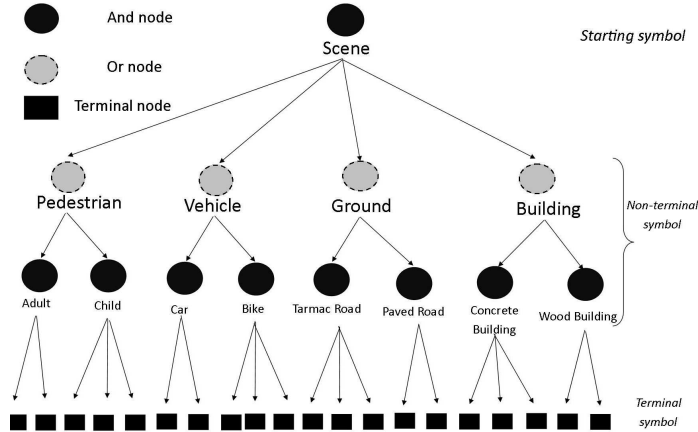 And node
Scene
Starting symbol
Or node
Terminal node
Pedestrian
Vehicle
Ground
Building
Non-terminal
symbol
Adult
Child
Car
Bike
Tarmac Road
Paved Road
Concrete
Building
Wood Building
Terminal
symbol